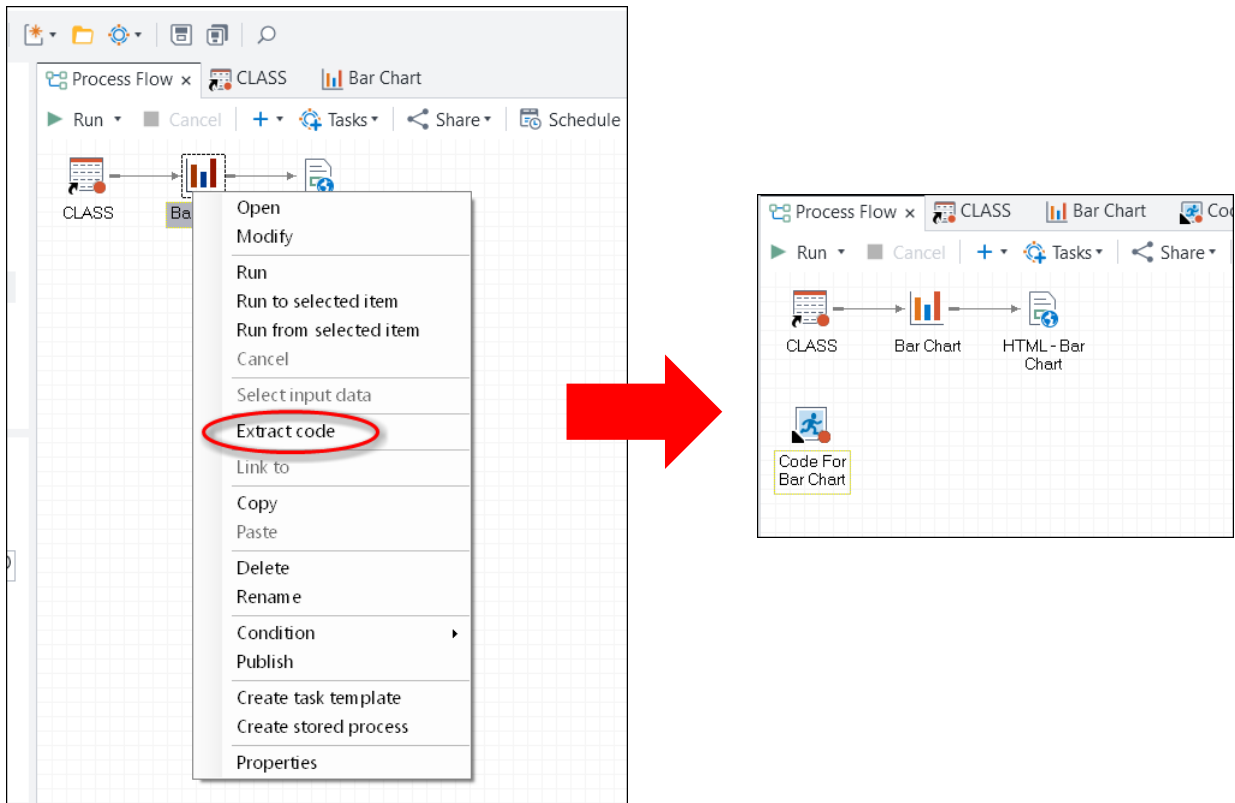 Process Flow CLASS Bar Chart
Run Cancel Tasks Share Schedule
CLASS Ba
Open
Modify
Run
Run to selected item
Run from selected item
Cancel
Select input data
Extract code
Link to
Copy
Paste
Delete
Rename
Condition
Publish
Create task template
Create stored process
Properties
Process Flow CLASS Bar Chart Co
Run Cancel Tasks Share
CLASS Bar Chart HTML - Bar
Chart
Code For
Bar Chart